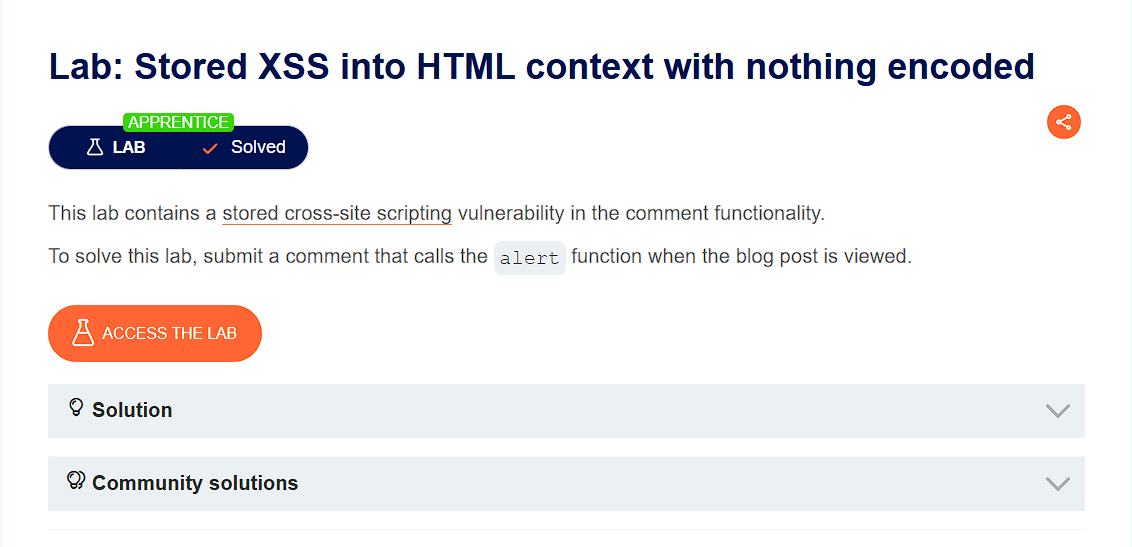 Lab: Stored XSS into HTML context with nothing encoded
APPRENTICE
LAB Solved
This lab contains a stored cross-site scripting vulnerability in the comment functionality.
To solve this lab, submit a comment that calls the alert function when the blog post is viewed.
ACCESS THE LAB
Solution
Community solutions